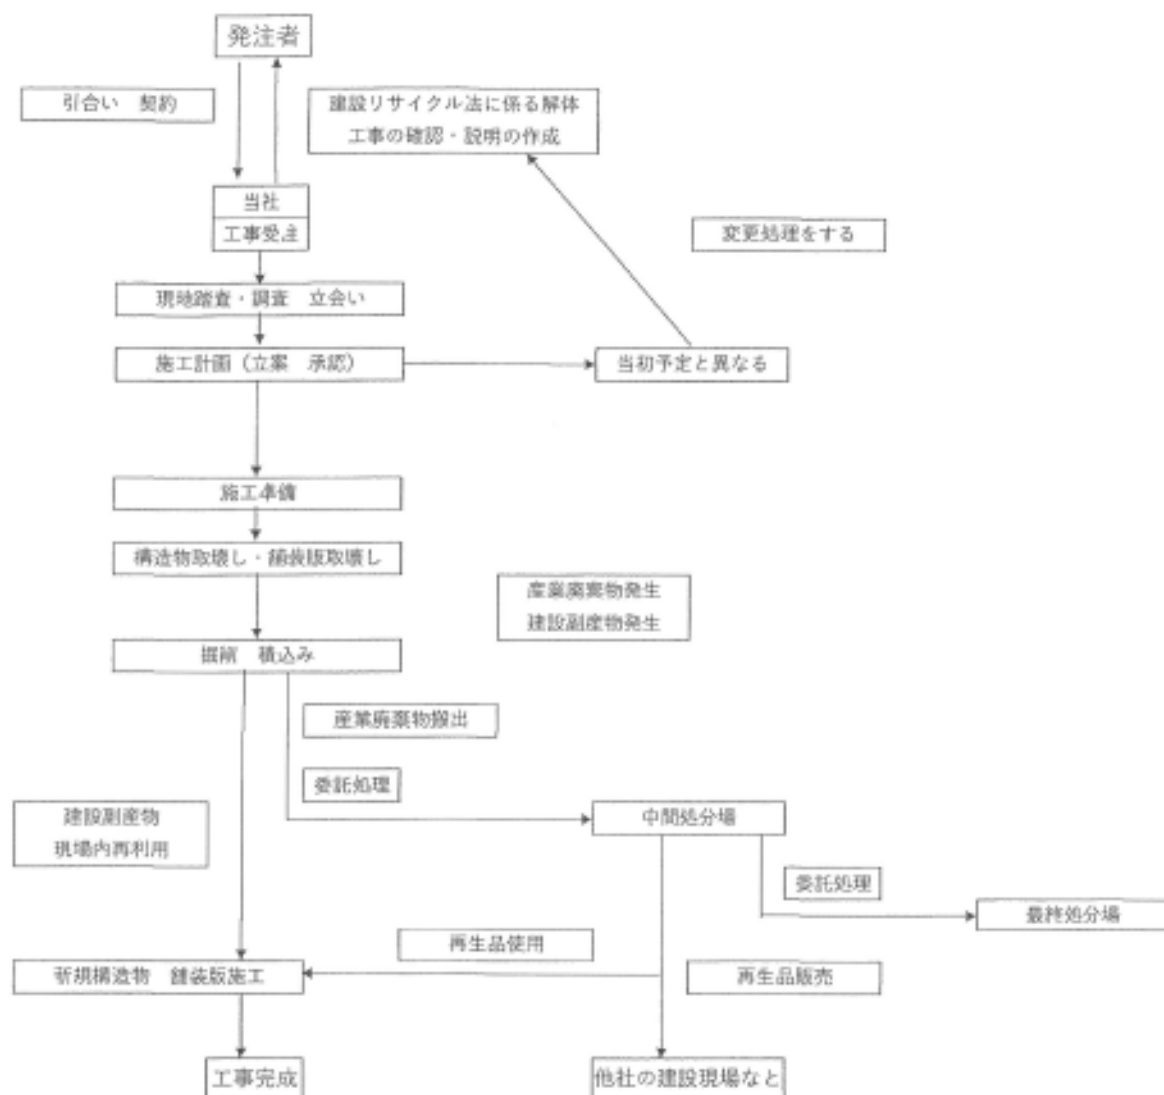 発注者
引合い　契約
建設リサイクル法に係る解体
工事の確認・説明の作成
当社
工事受注
変更処理をする
現地踏査・調査　立会い
施工計画（立案　承認）
当初予定と異なる
施工準備
構造物取壊し・舗装版取壊し
産業廃棄物発生
建設副産物発生
掘削　積込み
産業廃棄物搬出
委託処理
建設副産物
現場内再利用
中間処分場
委託処理
最終処分場
再生品使用
新規構造物　舗装版施工
再生品販売
工事完成
他社の建設現場など